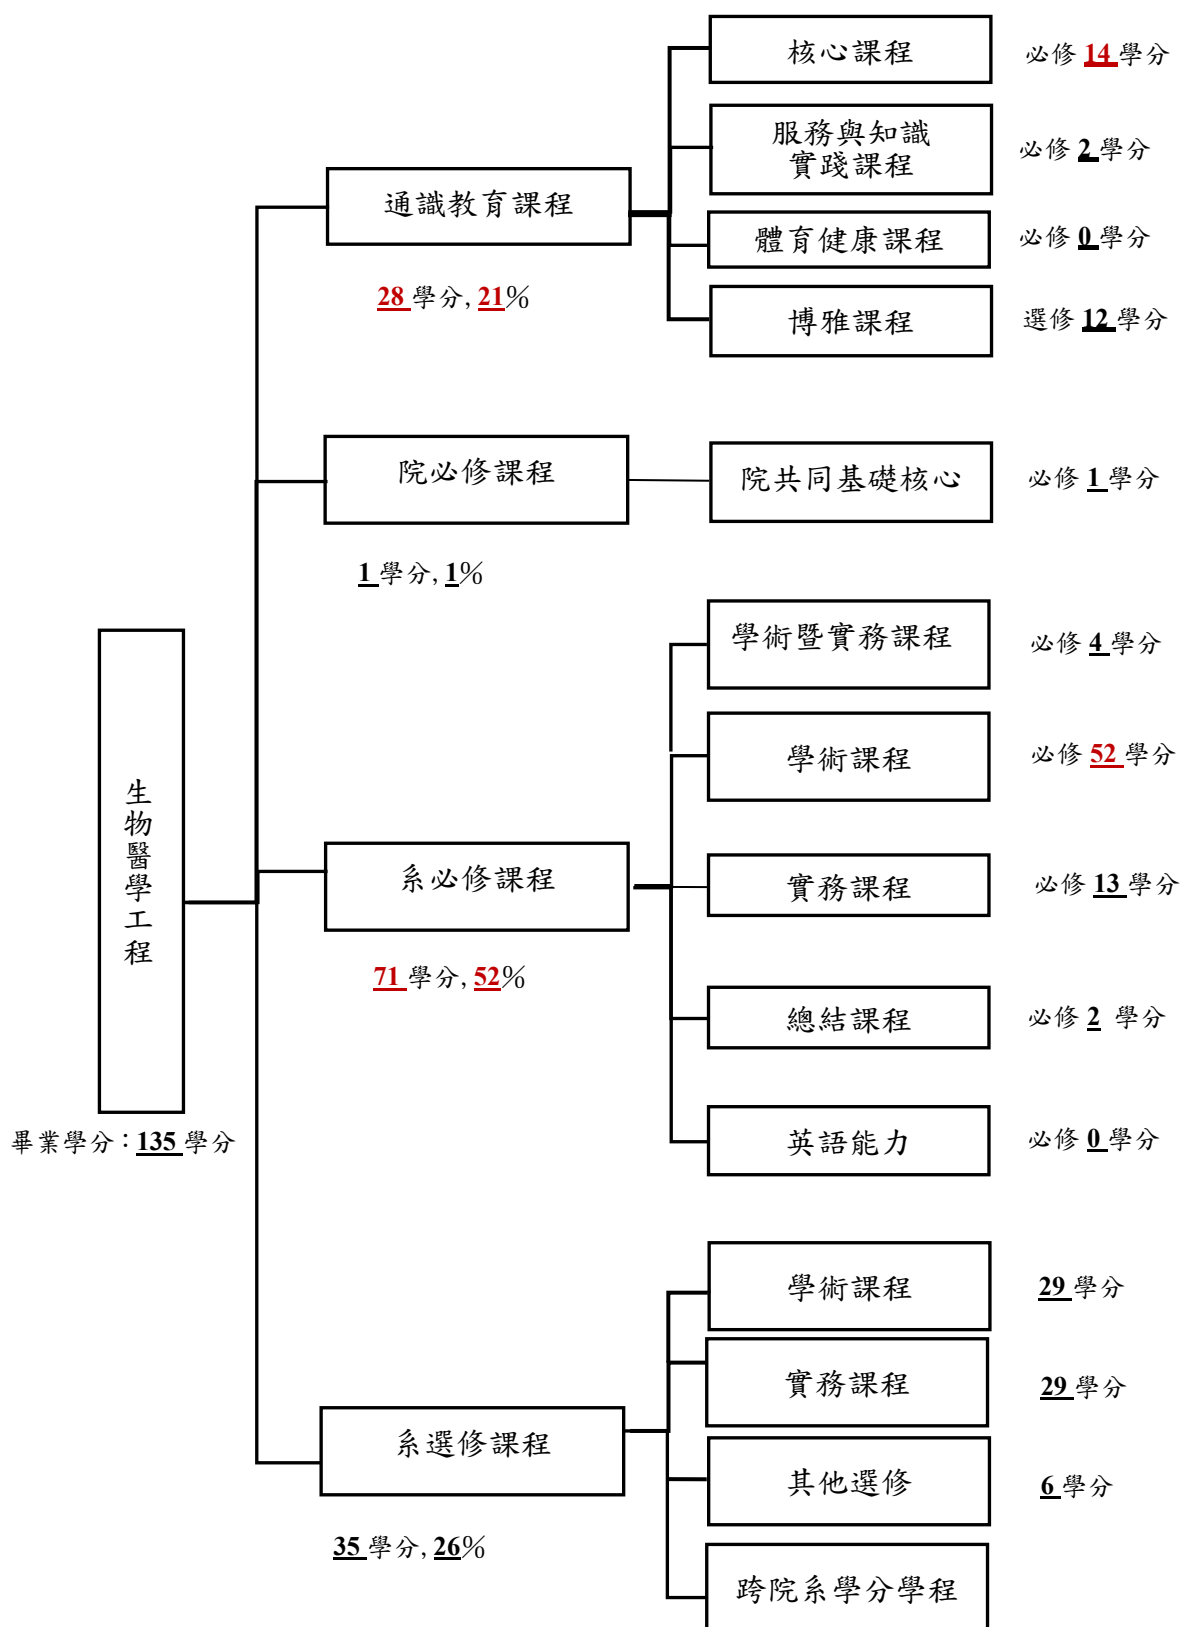 核心課程
必修 14 學分
服務與知識
實踐課程
必修 2 學分
通識教育課程
體育健康課程
必修 0 學分
28 學分, 21%
博雅課程
選修 12 學分
院必修課程
院共同基礎核心
必修 1 學分
1 學分, 1%
學術暨實務課程
必修 4 學分
學術課程
必修 52 學分
生物醫學工程
系必修課程
實務課程
必修 13 學分
71 學分, 52%
總結課程
必修 2 學分
畢業學分：135 學分
英語能力
必修 0 學分
學術課程
29 學分
實務課程
29 學分
系選修課程
其他選修
6 學分
35 學分, 26%
跨院系學分學程